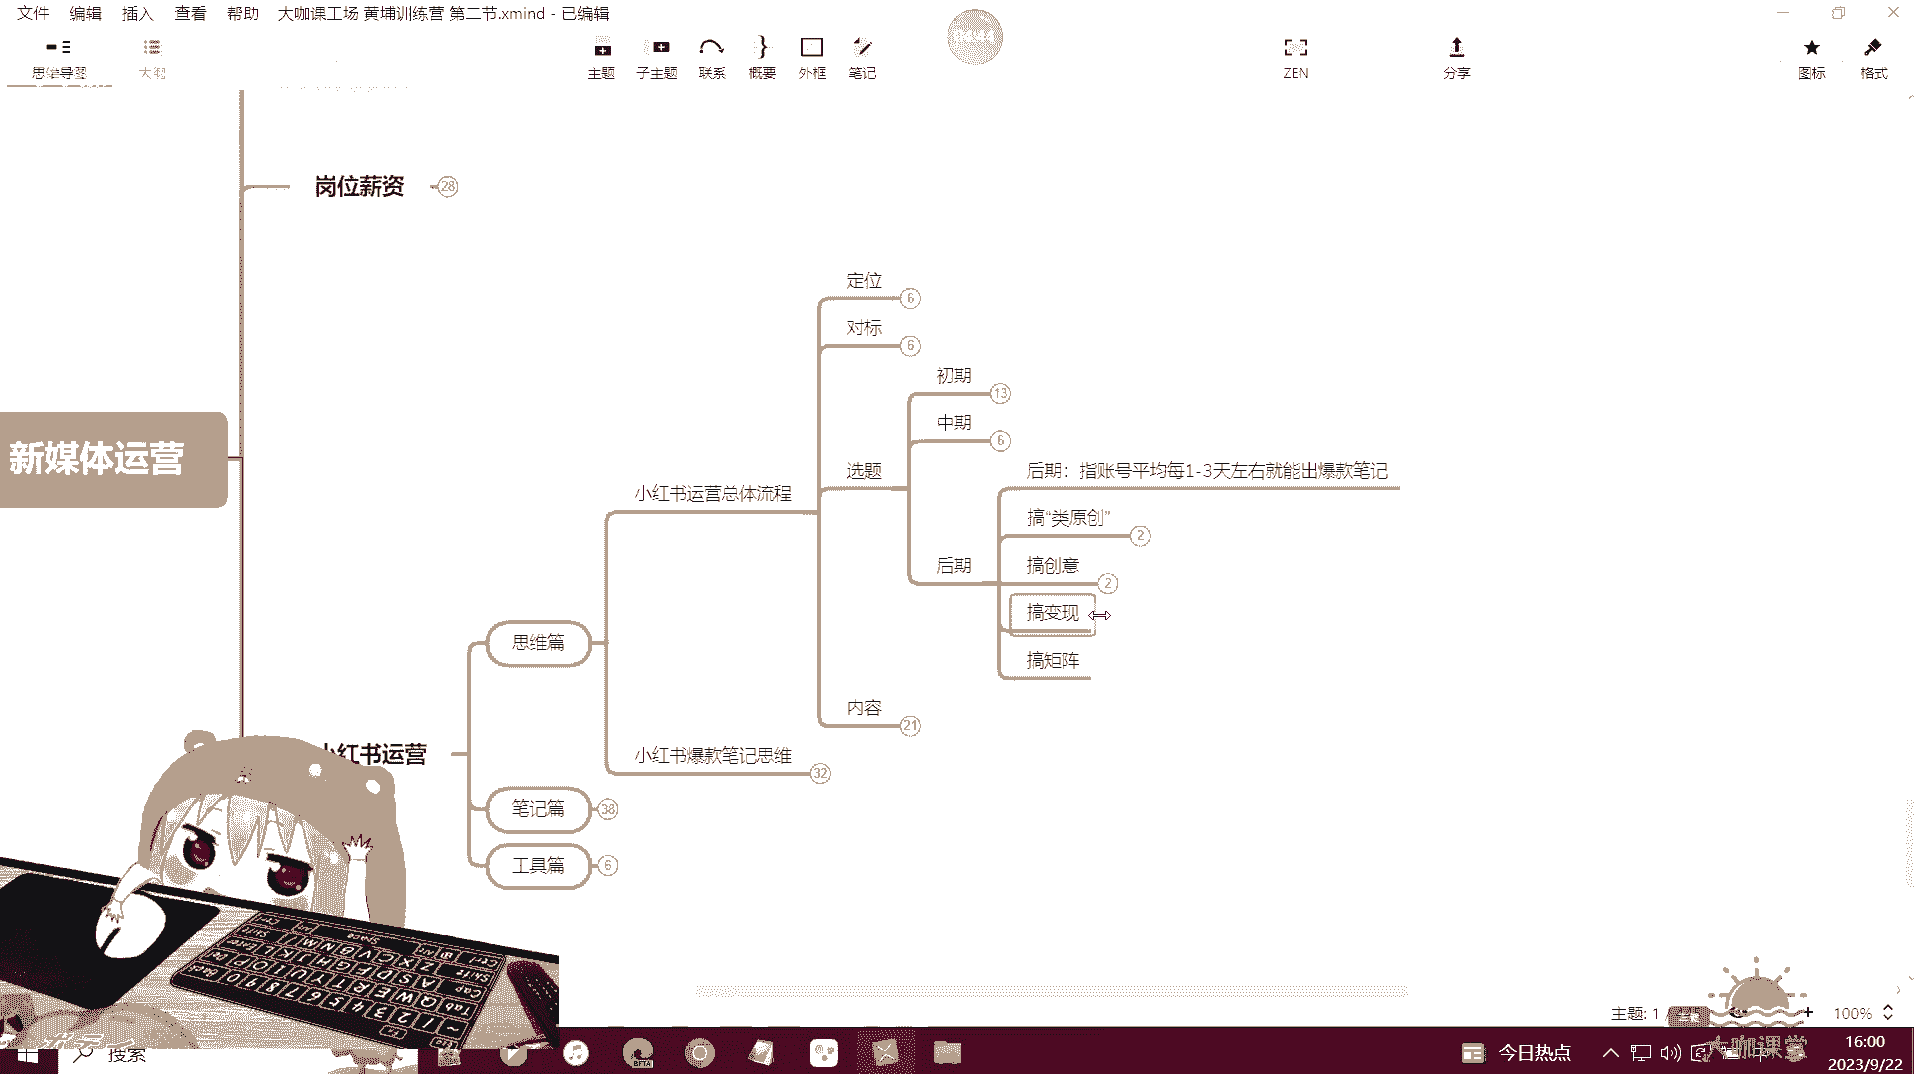 文件 编辑 插入 查看 帮助 大咖课工场 黄埔训练营 第二节.xmind - 已编辑
思维导图 大纲 主题 子主题 联系 概要 外框 笔记 ZEN 分享 图标 格式
岗位薪资 28
定位 6
对标 6
初期 13
中期 6
选题
后期：指账号平均每1-3天左右就能出爆款笔记
新媒体运营
小红书运营总体流程
搞“类原创” 2
后期
搞创意 2
搞变现
思维篇
搞矩阵
内容 21
小红书运营
小红书爆款笔记思维 32
笔记篇 38
工具篇 6
主题: 1
100%
大咖课堂
搜索
BETA
今日热点
16:00
2023/9/22